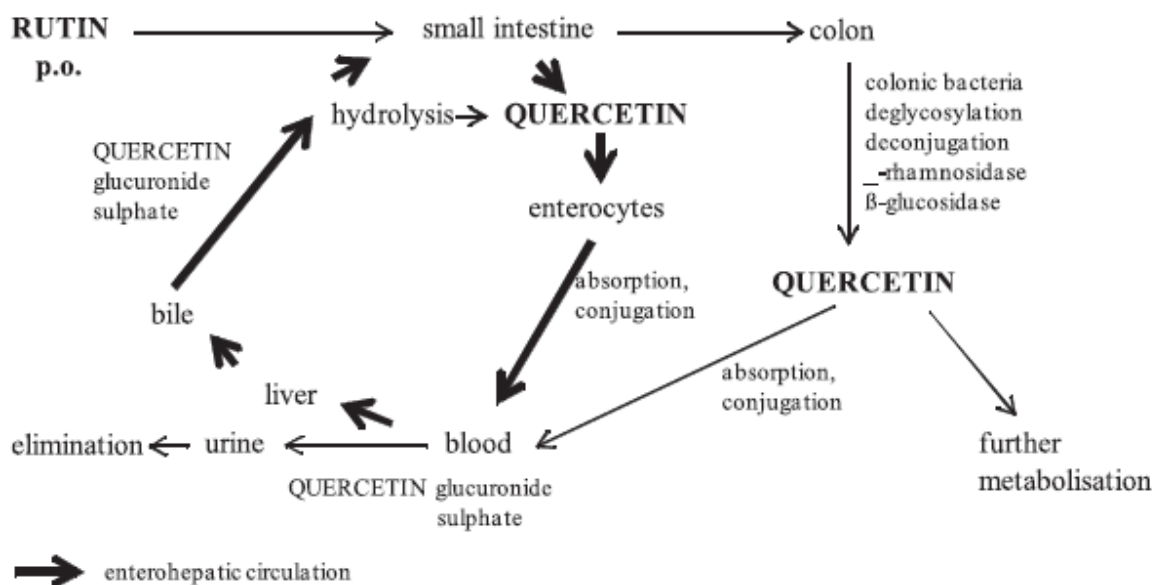 RUTIN
p.o.
small intestine
colon
hydrolysis
QUERCETIN
colonic bacteria
deglycosylation
deconjugation
_-rhamnosidase
ß-glucosidase
QUERCETIN
glucuronide
sulphate
enterocytes
absorption,
conjugation
QUERCETIN
bile
absorption,
conjugation
liver
elimination
urine
blood
further
metabolisation
QUERCETIN glucuronide
sulphate
enterohepatic circulation